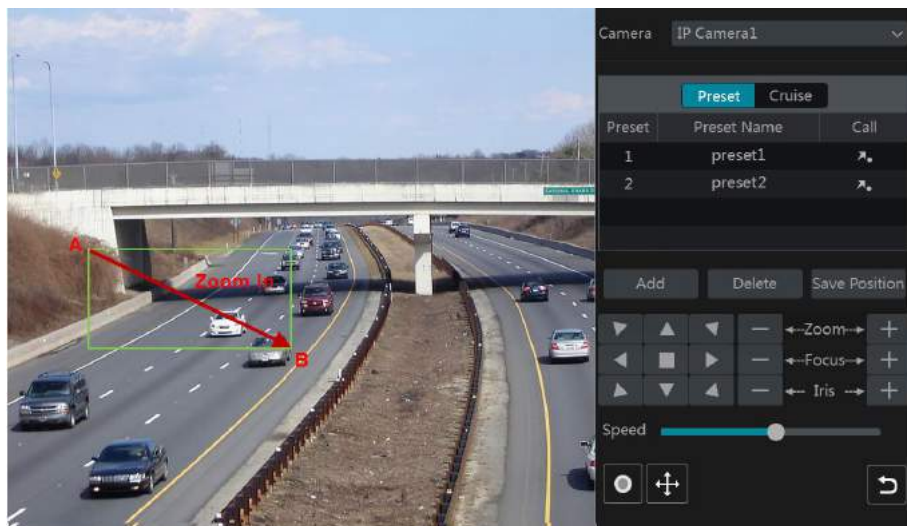 Camera IP Camera1
Preset Cruise
Preset Preset Name Call
1 preset1
2 preset2
A
Zoom In
B
Add Delete Save Position
Zoom
Focus
Iris
Speed